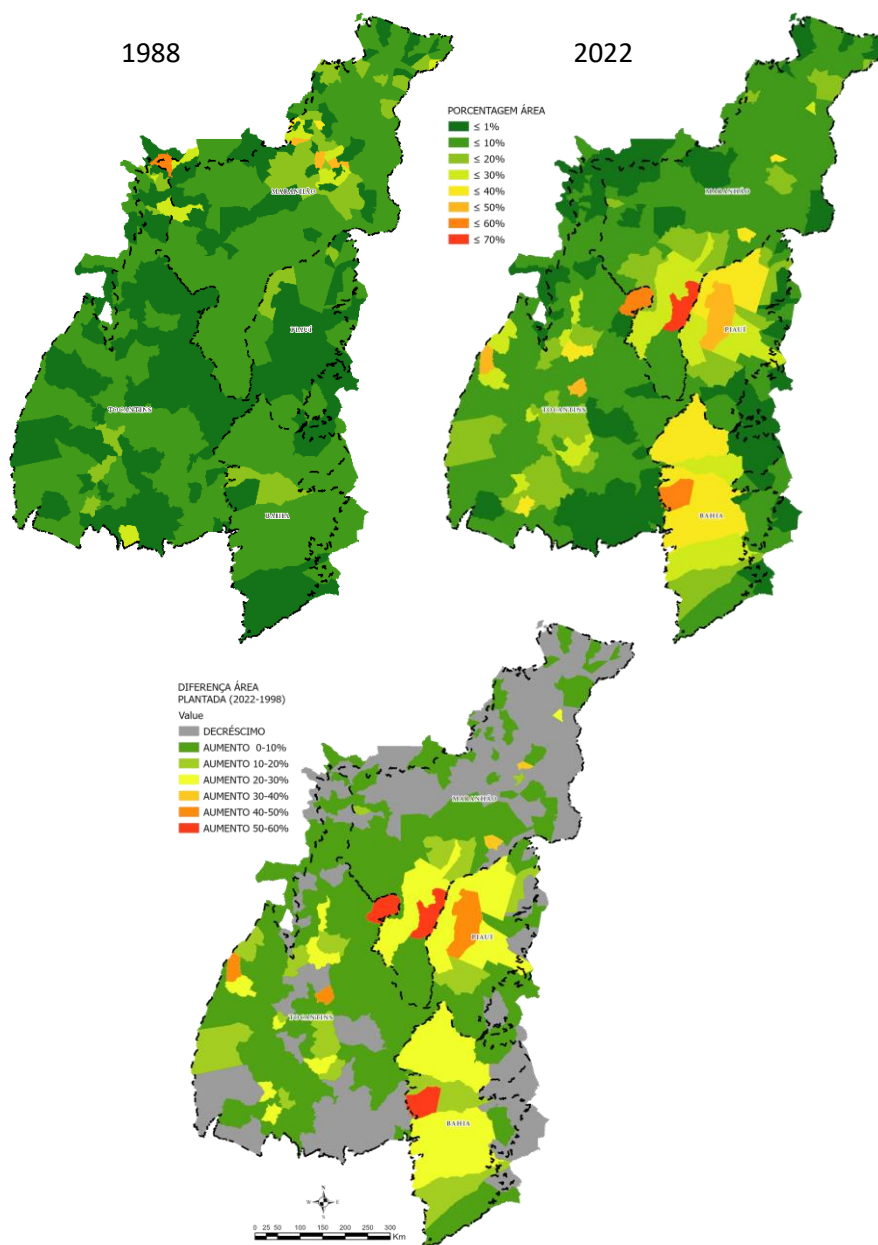 1988
2022
PORCENTAGEM ÁREA
≤ 1%
≤ 10%
≤ 20%
≤ 30%
≤ 40%
≤ 50%
≤ 60%
≤ 70%
MARANHÃO
PIAUÍ
TOCANTINS
BAHIA
MARANHÃO
PIAUÍ
TOCANTINS
BAHIA
DIFERENÇA ÁREA
PLANTADA (2022-1998)
Value
DECRÉSCIMO
AUMENTO 0-10%
AUMENTO 10-20%
AUMENTO 20-30%
AUMENTO 30-40%
AUMENTO 40-50%
AUMENTO 50-60%
MARANHÃO
PIAUÍ
TOCANTINS
BAHIA
N
W E
S
0 25 50 100 150 200 250 300
Km